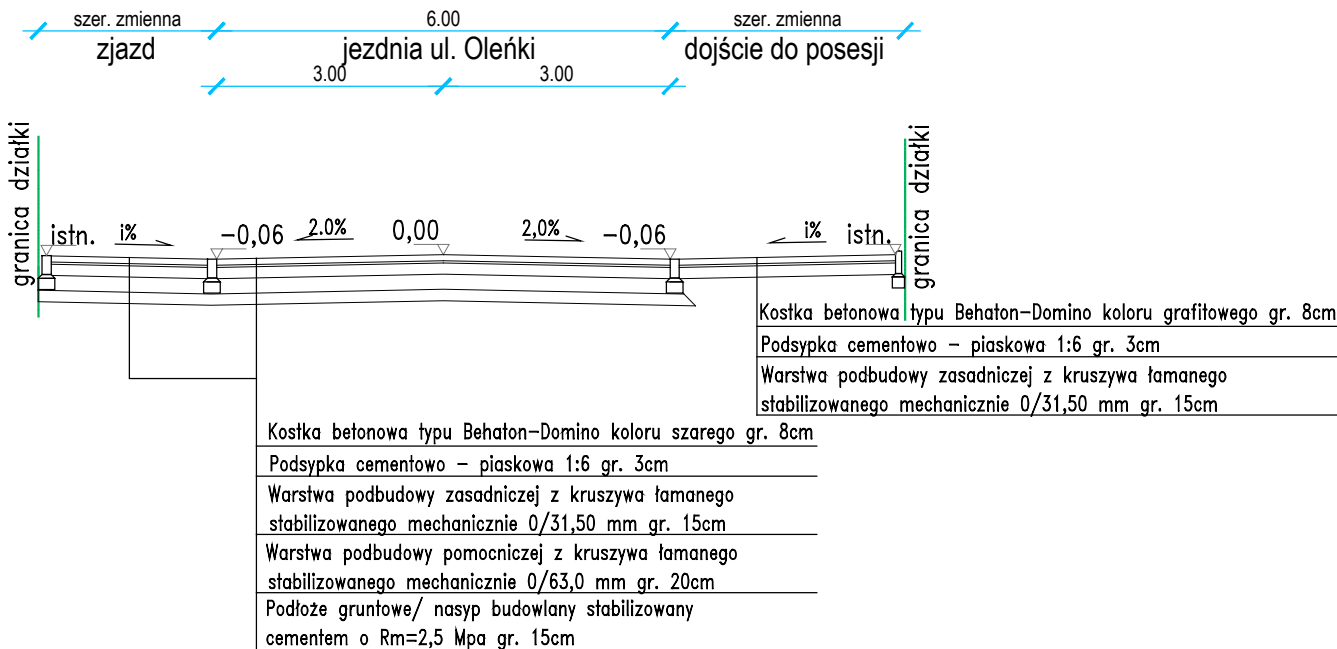 szer. zmienna 6.00 szer. zmienna
zjazd jezdnia ul. Oleńki dojście do posesji
3.00 3.00
granica działki
granica działki
istn. i% -0,06 2.0% 0,00 2,0% -0,06 i% istn.
Kostka betonowa typu Behaton-Domino koloru grafitowego gr. 8cm
Podsypka cementowo - piaskowa 1:6 gr. 3cm
Warstwa podbudowy zasadniczej z kruszywa łamanego
stabilizowanego mechanicznie 0/31,50 mm gr. 15cm
Kostka betonowa typu Behaton-Domino koloru szarego gr. 8cm
Podsypka cementowo - piaskowa 1:6 gr. 3cm
Warstwa podbudowy zasadniczej z kruszywa łamanego
stabilizowanego mechanicznie 0/31,50 mm gr. 15cm
Warstwa podbudowy pomocniczej z kruszywa łamanego
stabilizowanego mechanicznie 0/63,0 mm gr. 20cm
Podłoże gruntowe/ nasyp budowlany stabilizowany
cementem o Rm=2,5 Mpa gr. 15cm